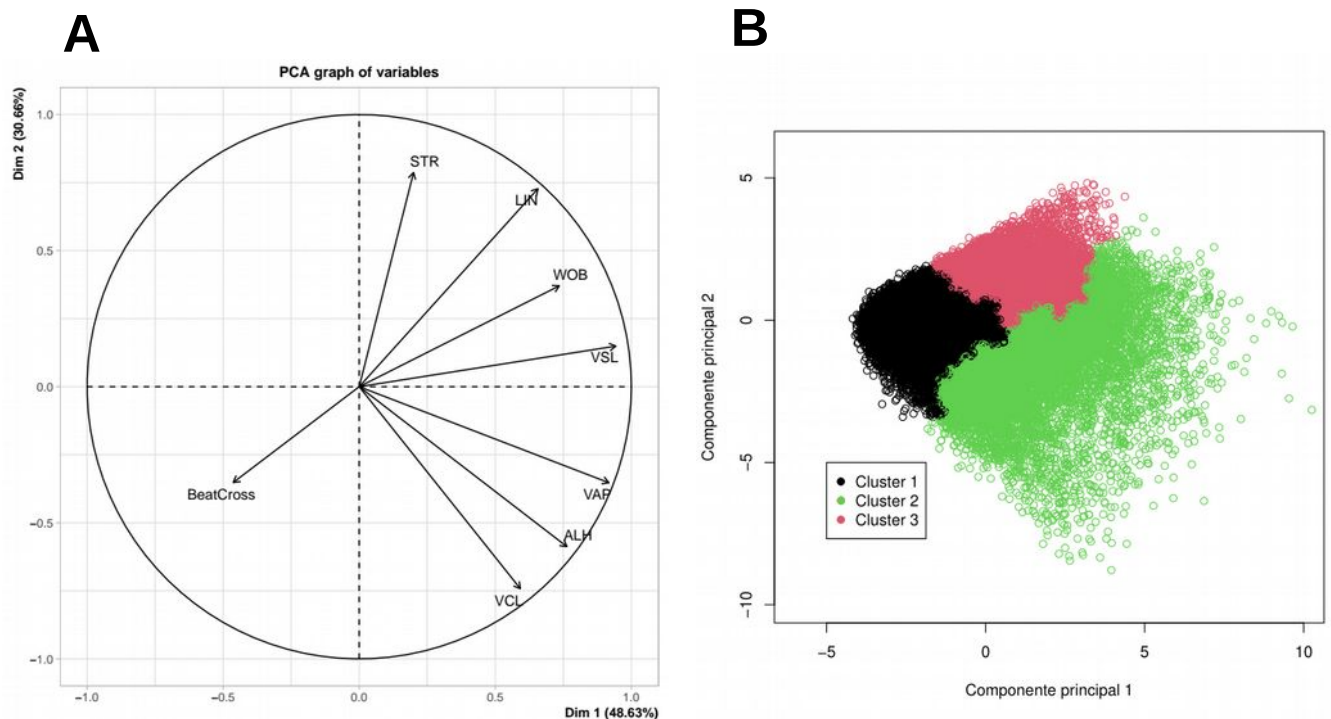 A
PCA graph of variables
Dim 2 (30.66%)
1.0
0.5
0.0
−0.5
−1.0
STR
LIN
WOB
VSL
BeatCross
VAP
ALH
VCL
−1.0
−0.5
0.0
0.5
1.0
Dim 1 (48.63%)
B
Componente principal 2
5
0
−5
−10
Cluster 1
Cluster 2
Cluster 3
−5
0
5
10
Componente principal 1